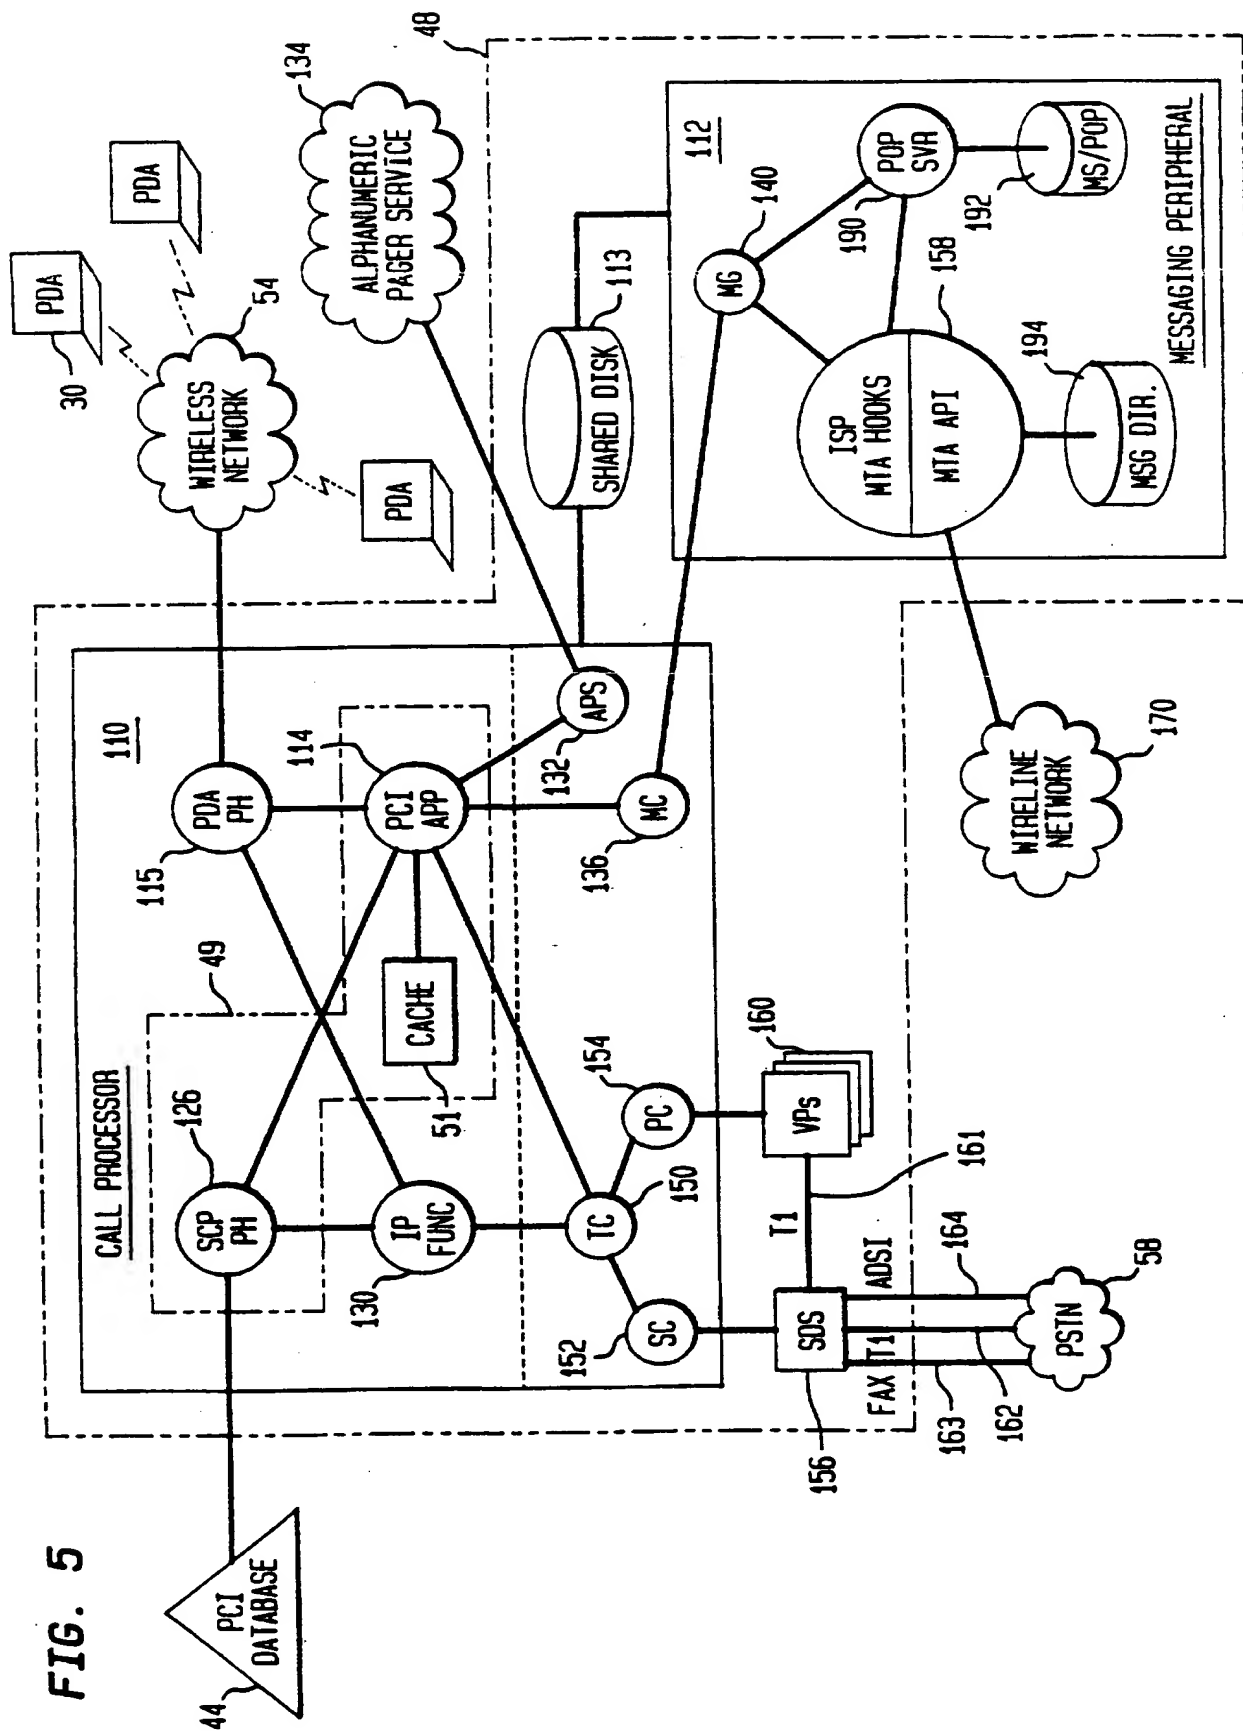 FIG. 5
44
PCI
DATABASE
CALL PROCESSOR
126
SCP
PH
49
110
115
PDA
PH
WIRELESS
NETWORK
54
30
PDA
PDA
PDA
134
ALPHANUMERIC
PAGER SERVICE
48
130
IP
FUNC
51
CACHE
114
PCI
APP
132
APS
152
SC
TC
150
PC
154
136
MC
SHARED DISK
113
156
SDS
T1
161
VPs
160
FAX
T1
ADSI
163
162
164
PSTN
58
WIRELINE
NETWORK
170
112
MG
140
POP
SVR
190
192
MS/POP
ISP
MTA HOOKS
MTA API
158
194
MSG DIR.
MESSAGING PERIPHERAL